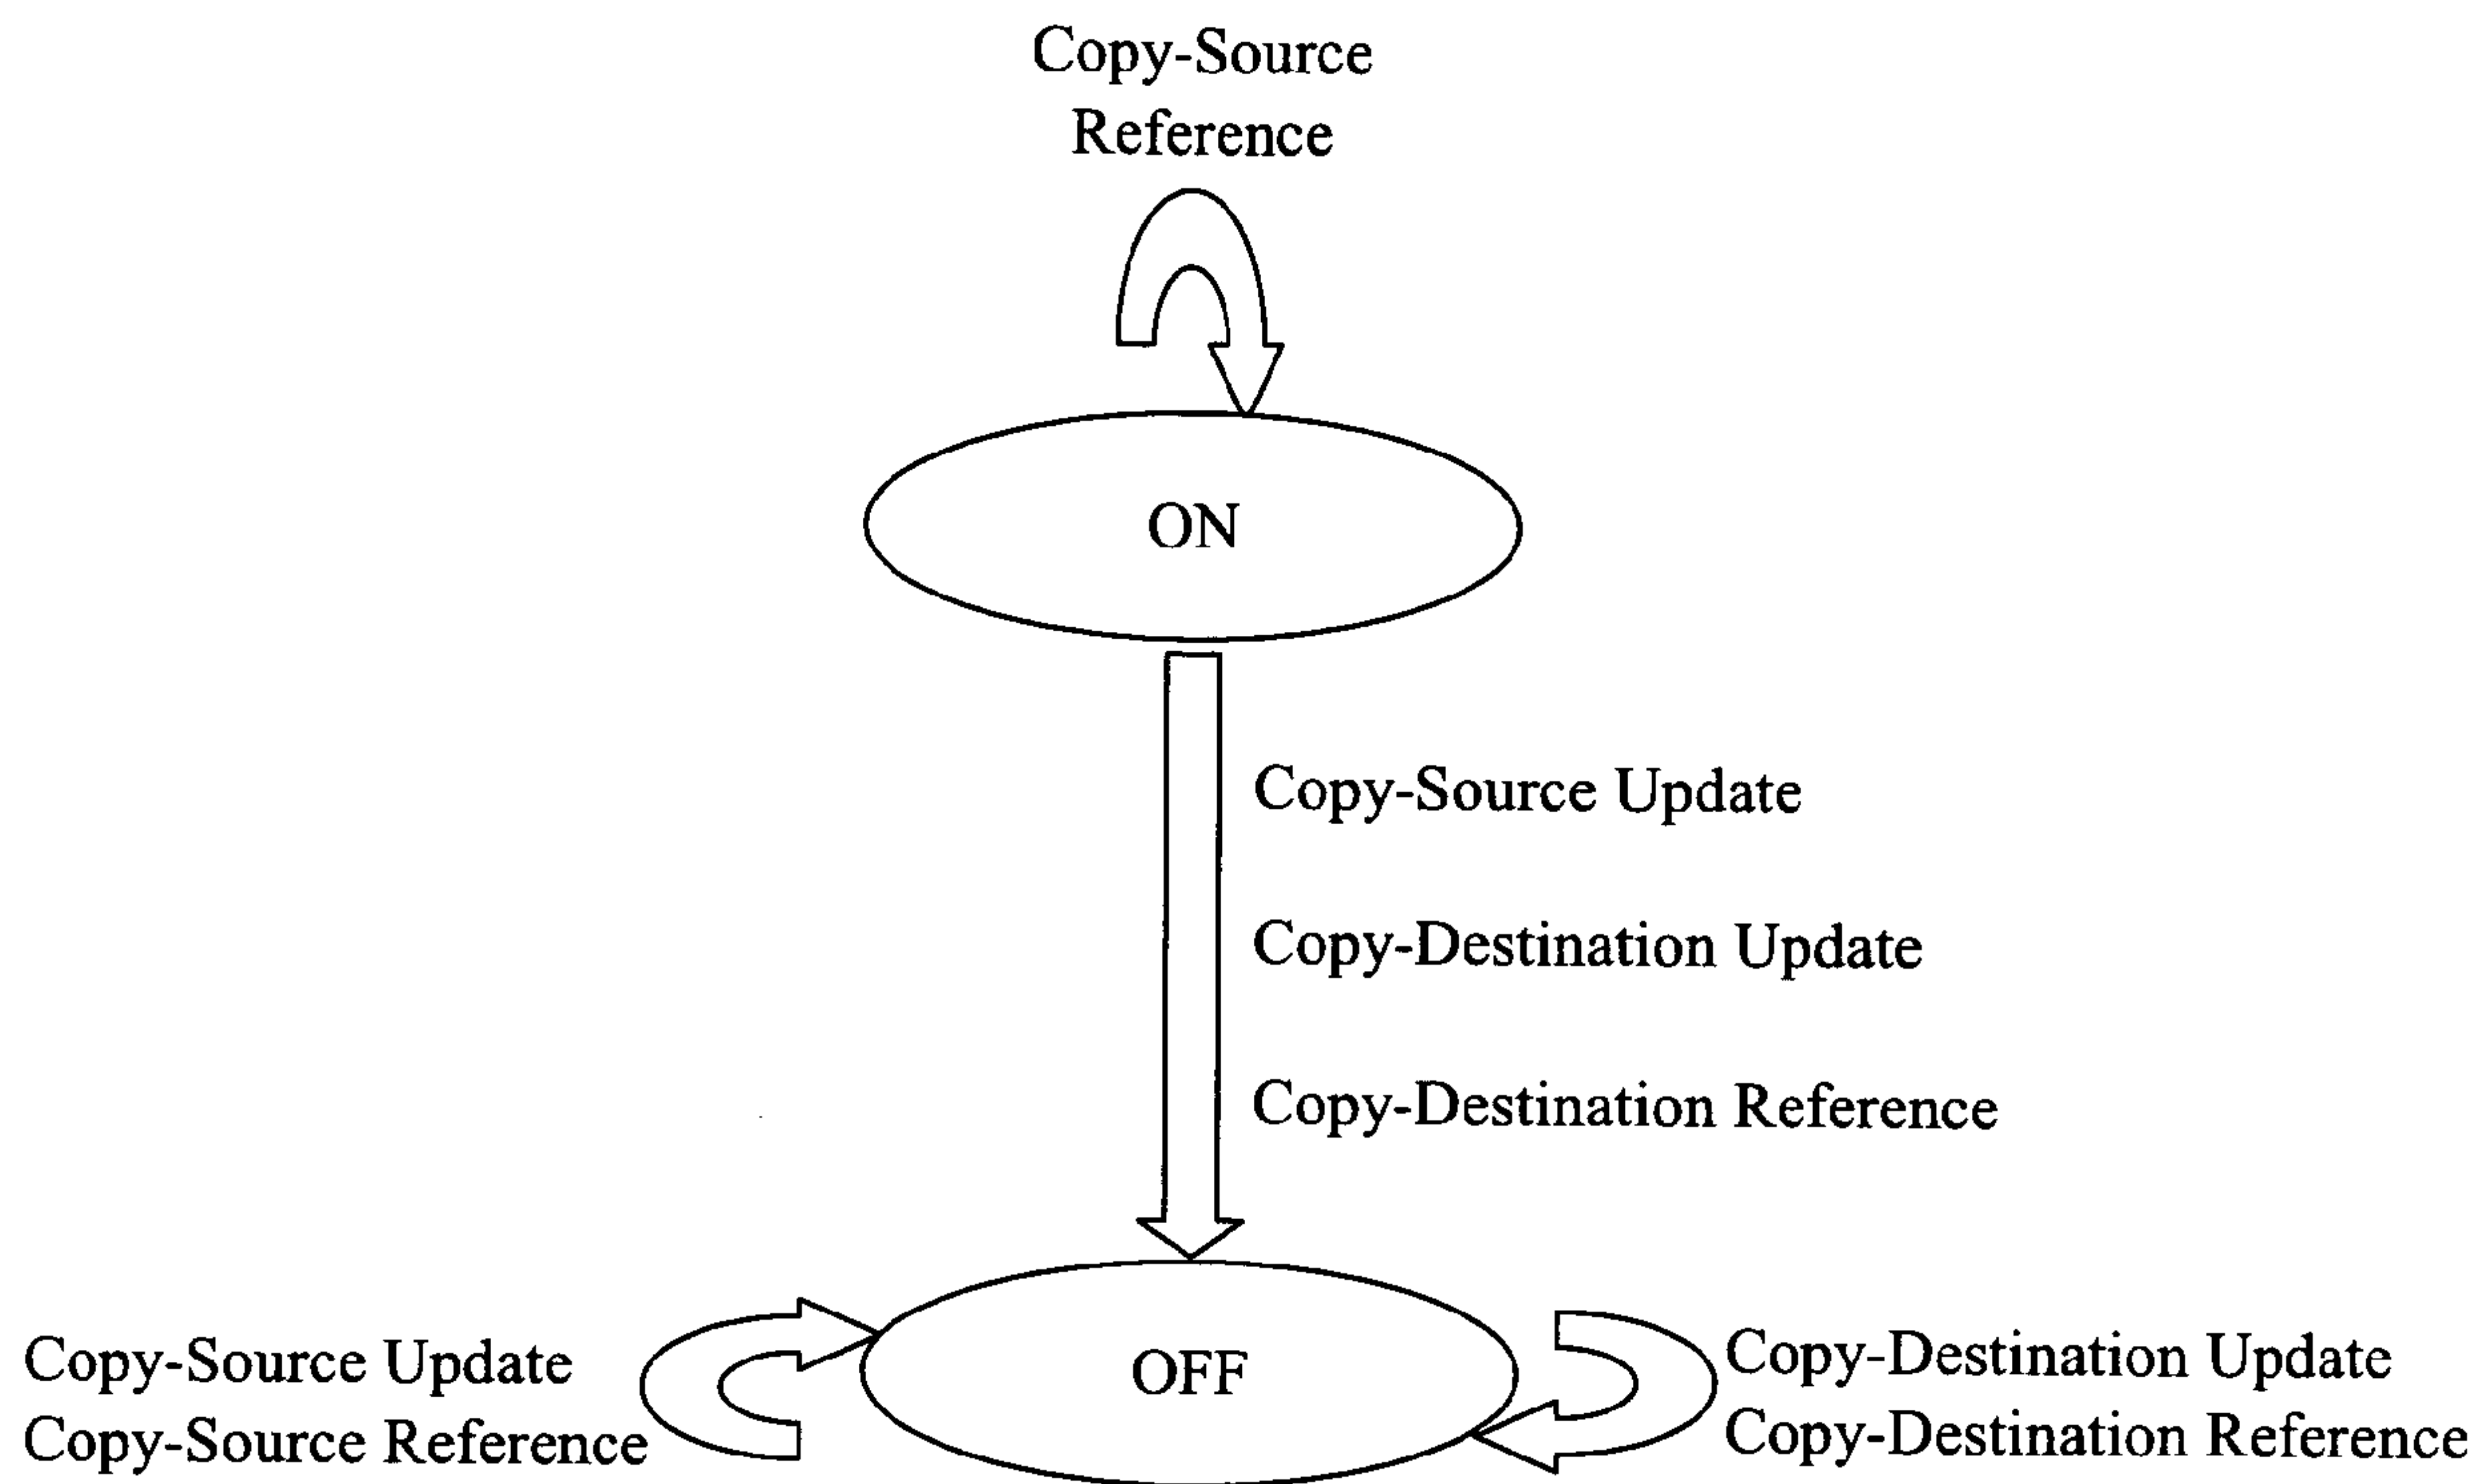 Copy-Source
Reference
ON
Copy-Source Update
Copy-Destination Update
Copy-Destination Reference
OFF
Copy-Source Update
Copy-Source Reference
Copy-Destination Update
Copy-Destination Reference